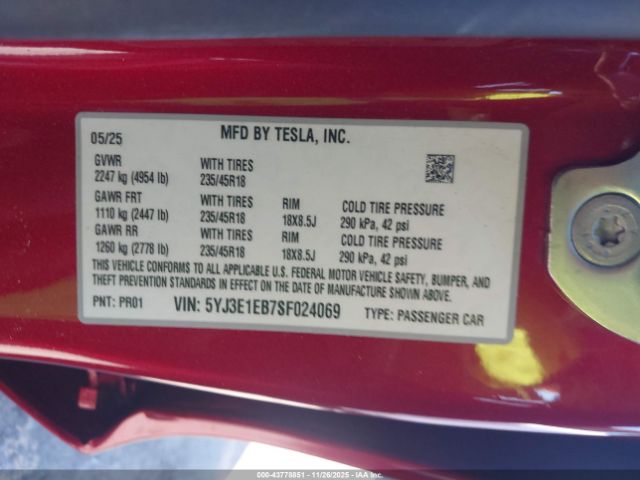 05/25 MFD BY TESLA, INC.
GVWR WITH TIRES
2247 kg (4954 lb) 235/45R18
GAWR FRT WITH TIRES RIM COLD TIRE PRESSURE
1110 kg (2447 lb) 235/45R18 18X8.5J 290 kPa, 42 psi
GAWR RR WITH TIRES RIM COLD TIRE PRESSURE
1260 kg (2778 lb) 235/45R18 18X8.5J 290 kPa, 42 psi
THIS VEHICLE CONFORMS TO ALL APPLICABLE U.S. FEDERAL MOTOR VEHICLE SAFETY, BUMPER, AND
THEFT PREVENTION STANDARDS IN EFFECT ON THE DATE OF MANUFACTURE SHOWN ABOVE.
PNT: PR01 VIN: 5YJ3E1EB7SF024069 TYPE: PASSENGER CAR
000-43778851 - 11/26/2025 - IAAI.COM